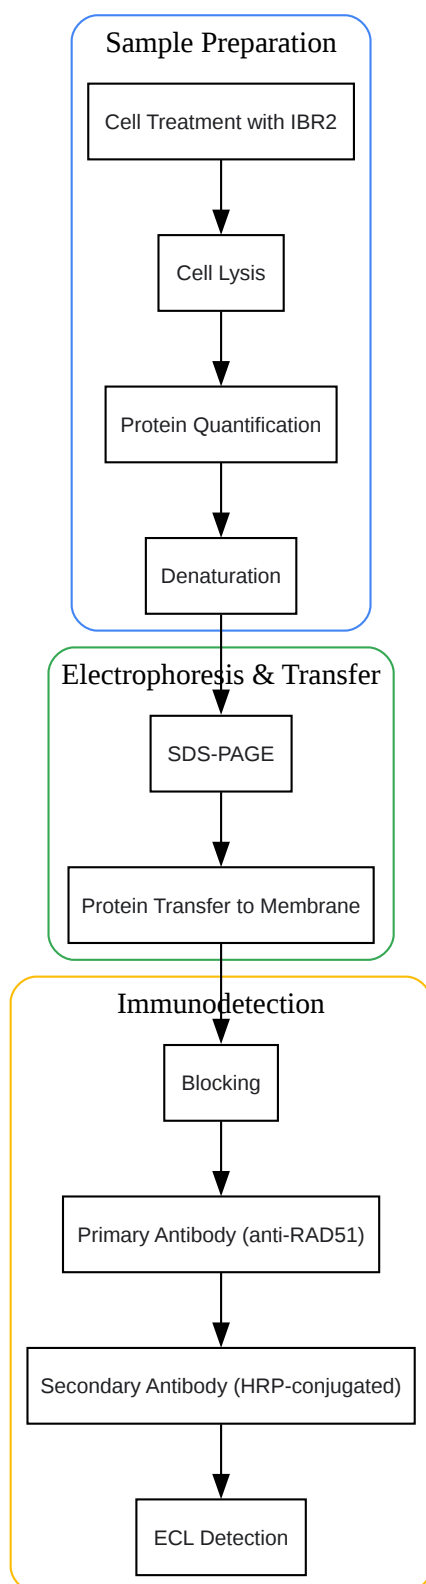 Sample Preparation
Cell Treatment with IBR2
Cell Lysis
Protein Quantification
Denaturation
Electrophoresis & Transfer
SDS-PAGE
Protein Transfer to Membrane
Immunodetection
Blocking
Primary Antibody (anti-RAD51)
Secondary Antibody (HRP-conjugated)
ECL Detection